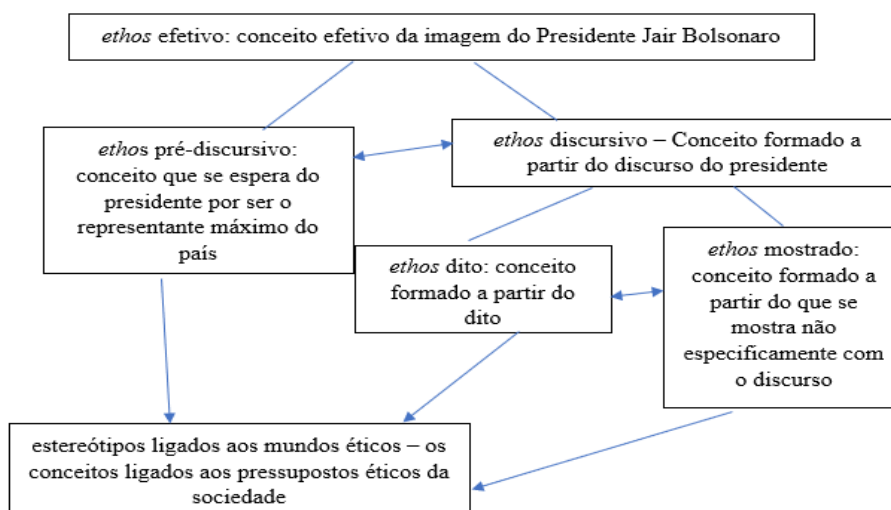 ethos efetivo: conceito efetivo da imagem do Presidente Jair Bolsonaro
ethos pré-discursivo:
conceito que se espera do
presidente por ser o
representante máximo do
país
ethos discursivo – Conceito formado a
partir do discurso do presidente
ethos dito: conceito
formado a partir do
dito
ethos mostrado:
conceito formado a
partir do que se
mostra não
especificamente com
o discurso
estereótipos ligados aos mundos éticos – os
conceitos ligados aos pressupostos éticos da
sociedade